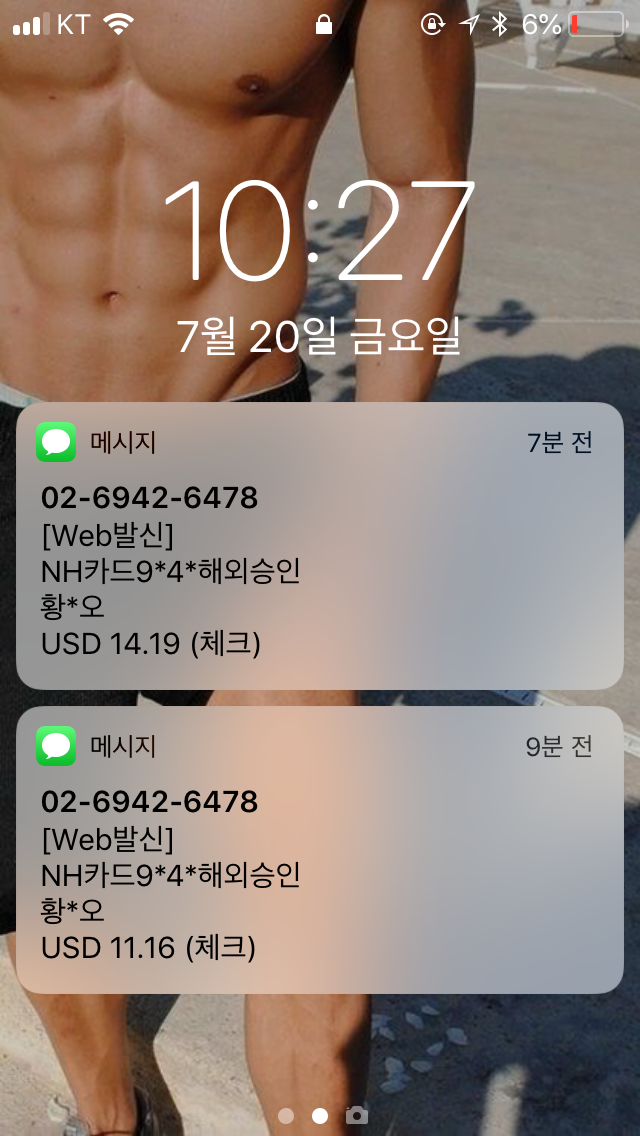 KT 6%
10:27
7월 20일 금요일
메시지 7분 전
02-6942-6478
[Web발신]
NH카드9*4*해외승인
황*오
USD 14.19 (체크)
메시지 9분 전
02-6942-6478
[Web발신]
NH카드9*4*해외승인
황*오
USD 11.16 (체크)